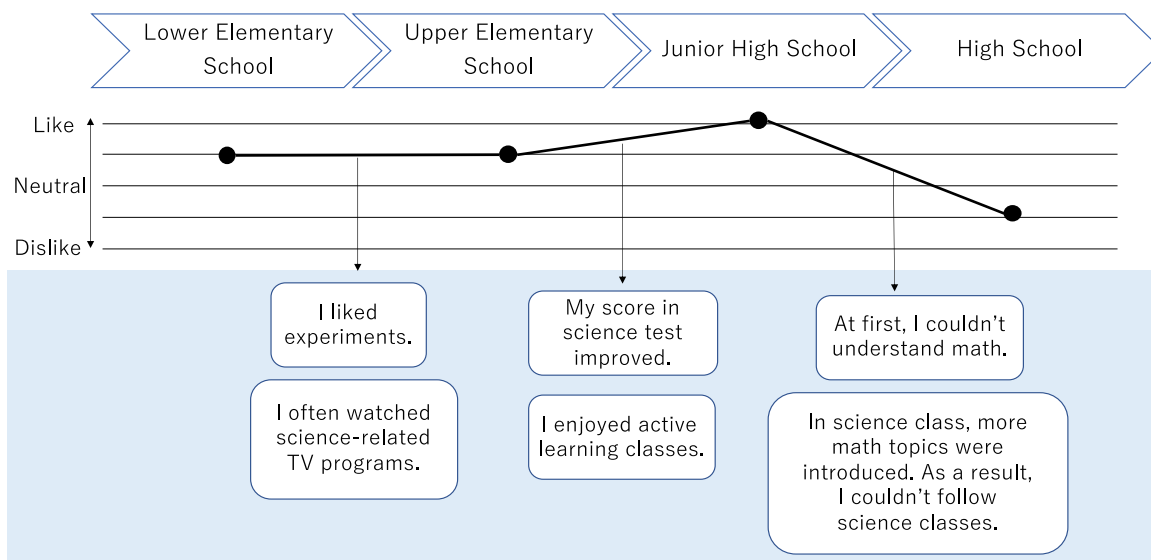 Lower Elementary
School
Upper Elementary
School
Junior High School
High School
Like
Neutral
Dislike
I liked
experiments.
I often watched
science-related
TV programs.
My score in
science test
improved.
I enjoyed active
learning classes.
At first, I couldn't
understand math.
In science class, more
math topics were
introduced. As a result,
I couldn't follow
science classes.